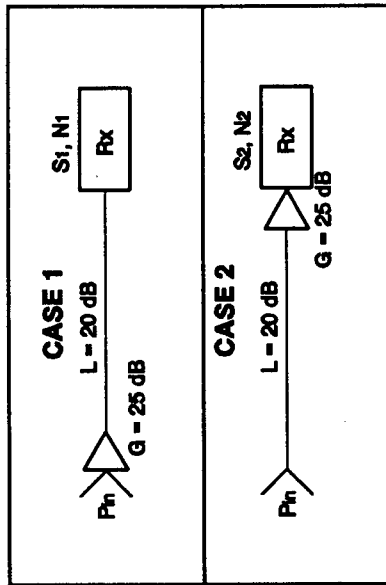 CASE 1
S1, N1
L = 20 dB
Pin
Rx
G = 25 dB
CASE 2
S2, N2
L = 20 dB
Pin
Rx
G = 25 dB